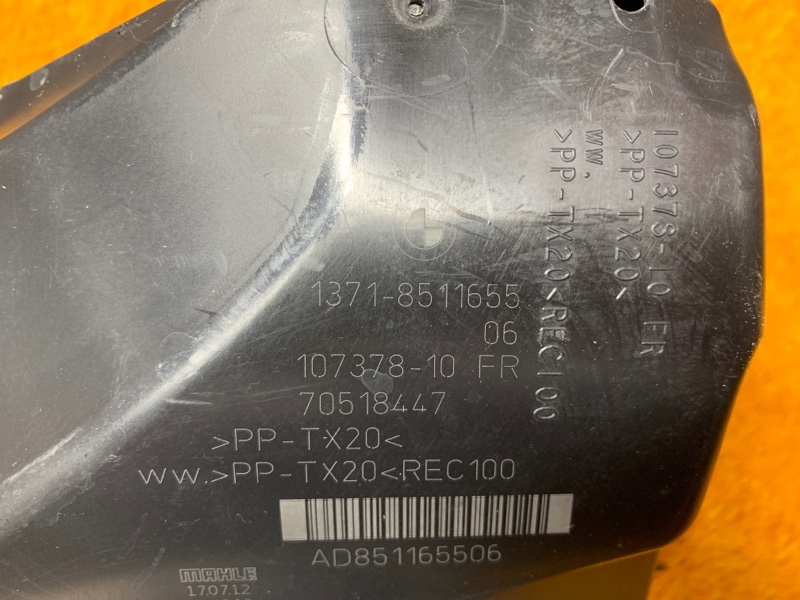 1371-8511655
06
107378-10 FR
70518447
>PP-TX20<
ww.>PP-TX20<REC100
AD851165506
MAHLE
17.07.12
107378-10 FR
>PP-TX20<
ww.
>PP-TX20<REC100